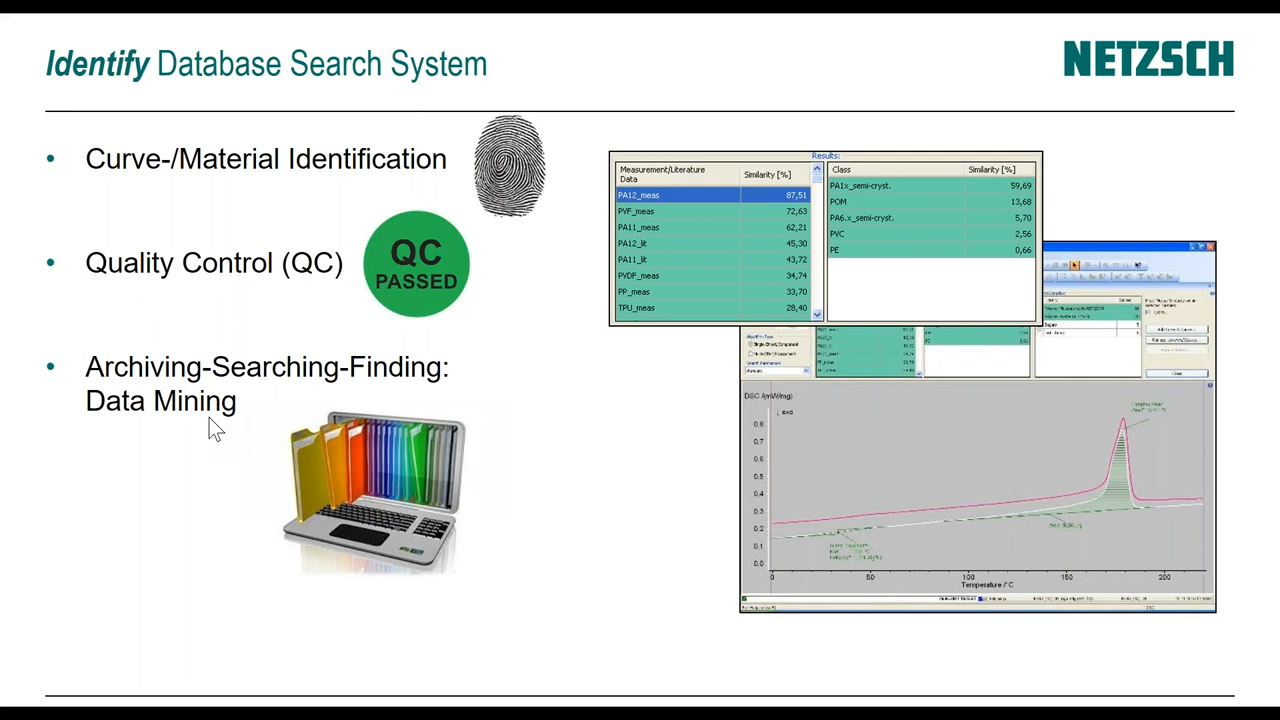 Identify Database Search System
NETZSCH
• Curve-/Material Identification
• Quality Control (QC)
QC
PASSED
• Archiving-Searching-Finding:
Data Mining
Results:
Measurement/Literature
Data
Similarity [%]
PA12_meas 87,51
PVF_meas 72,63
PA11_meas 62,21
PA12_lit 45,30
PA11_lit 43,72
PVDF_meas 34,74
PP_meas 33,70
TPU_meas 28,40
Class Similarity [%]
PA1x_semi-cryst. 59,69
POM 13,68
PA6.x_semi-cryst. 5,70
PVC 2,56
PE 0,66
DSC /(mW/mg)
0,8
0,7
0,6
0,5
0,4
0,3
0,2
0,1
0,0
0 50 100 150 200
Temperature /°C